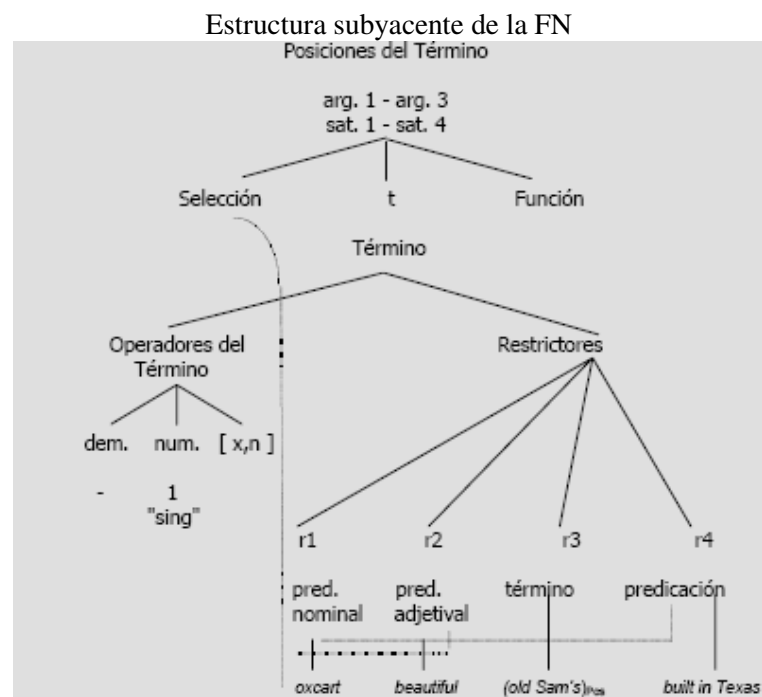 Estructura subyacente de la FN
Posiciones del Término
arg. 1 - arg. 3
sat. 1 - sat. 4
Selección t Función
Término
Operadores del Término Restrictores
dem. num. [ x,n ]
- 1
"sing"
r1 r2 r3 r4
pred. nominal pred. adjetival término predicación
oxcart beautiful (old Sam's)Pos built in Texas